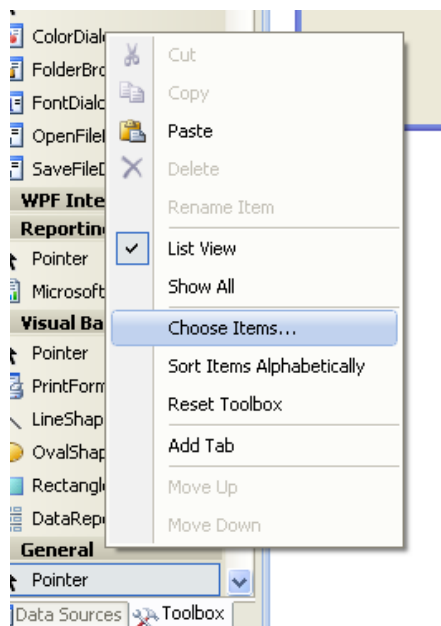 ColorDial
FolderBro
FontDialo
OpenFile
SaveFileD
WPF Inte
Reportin
Pointer
Microsoft
Visual Ba
Pointer
PrintForm
LineShap
OvalShap
Rectangl
DataRep
General
Pointer
Data Sources
Toolbox
Cut
Copy
Paste
Delete
Rename Item
List View
Show All
Choose Items...
Sort Items Alphabetically
Reset Toolbox
Add Tab
Move Up
Move Down